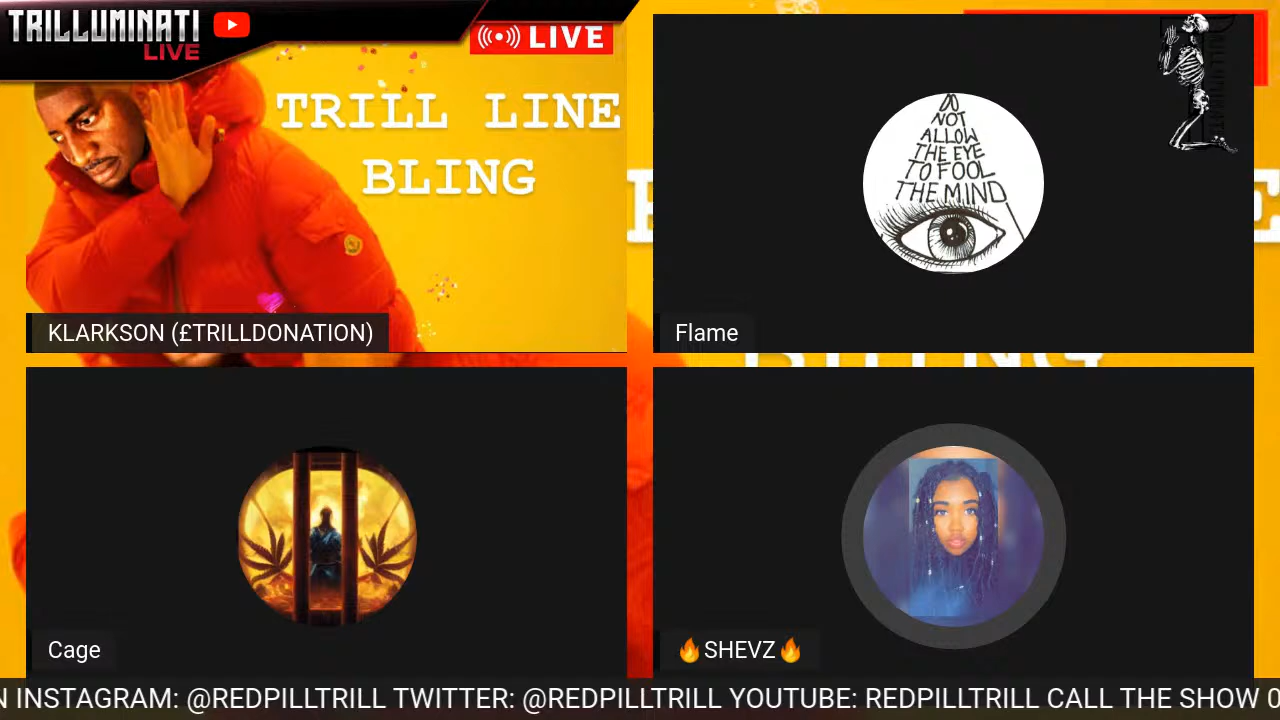 TRILLUMINATI
LIVE
LIVE
TRILL LINE
BLING
KLARKSON (£TRILLDONATION)
DO
NOT
ALLOW
THE EYE
TO FOOL
THE MIND
Flame
Cage
🔥SHEVZ🔥
INSTAGRAM: @REDPILLTRILL TWITTER: @REDPILLTRILL YOUTUBE: REDPILLTRILL CALL THE SHOW 0